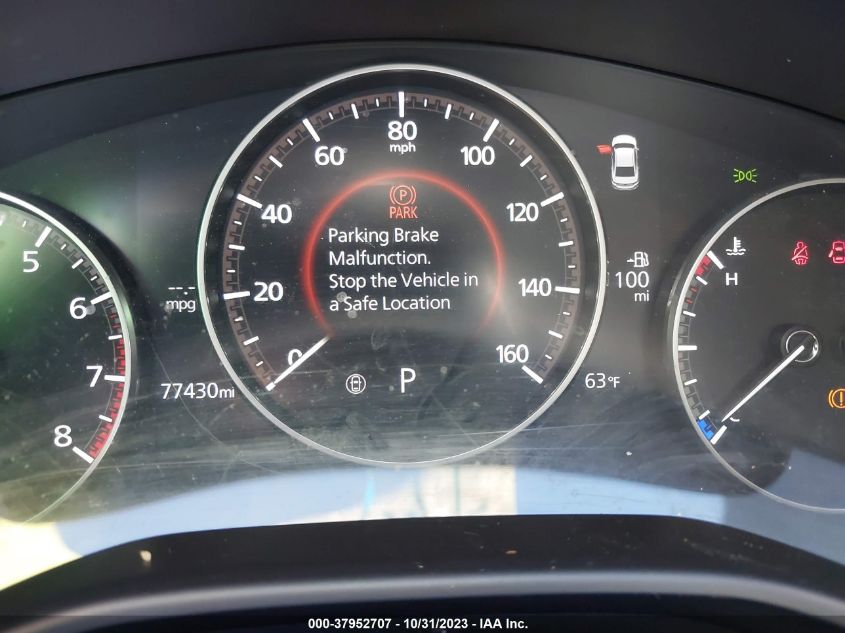 80
mph
60
100
PARK
40
120
5
Parking Brake
Malfunction.
Stop the Vehicle in
a Safe Location
H
--.-
mpg
20
140
100
mi
6
0
160
7
77430mi
P
63°F
8
000-37952707 - 10/31/2023 - IAA Inc.